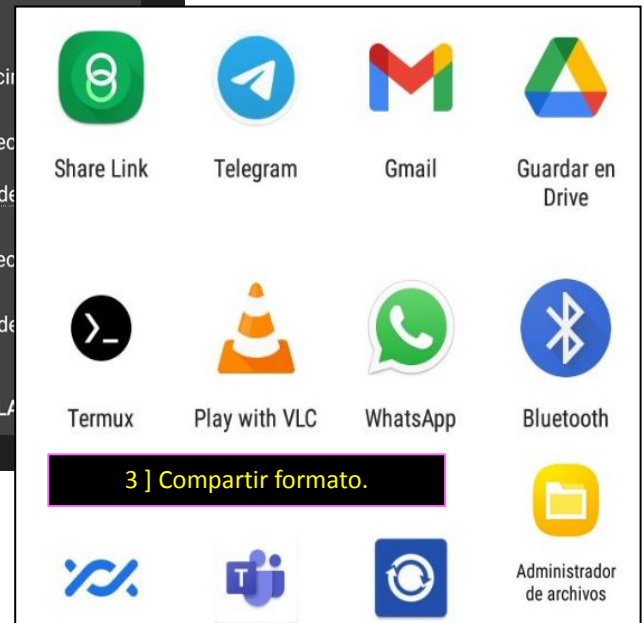 Share Link
Telegram
Gmail
Guardar en
Drive
Termux
Play with VLC
WhatsApp
Bluetooth
3 ] Compartir formato.
Administrador
de archivos